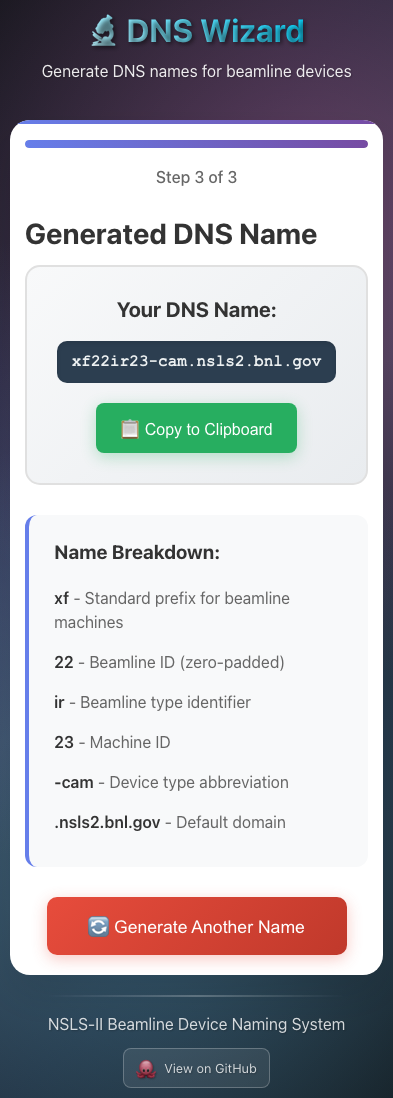 🔬 DNS Wizard
Generate DNS names for beamline devices
Step 3 of 3
Generated DNS Name
Your DNS Name:
xf22ir23-cam.nsls2.bnl.gov
📋 Copy to Clipboard
Name Breakdown:
xf - Standard prefix for beamline
machines
22 - Beamline ID (zero-padded)
ir - Beamline type identifier
23 - Machine ID
-cam - Device type abbreviation
.nsls2.bnl.gov - Default domain
🔄 Generate Another Name
NSLS-II Beamline Device Naming System
🐙 View on GitHub